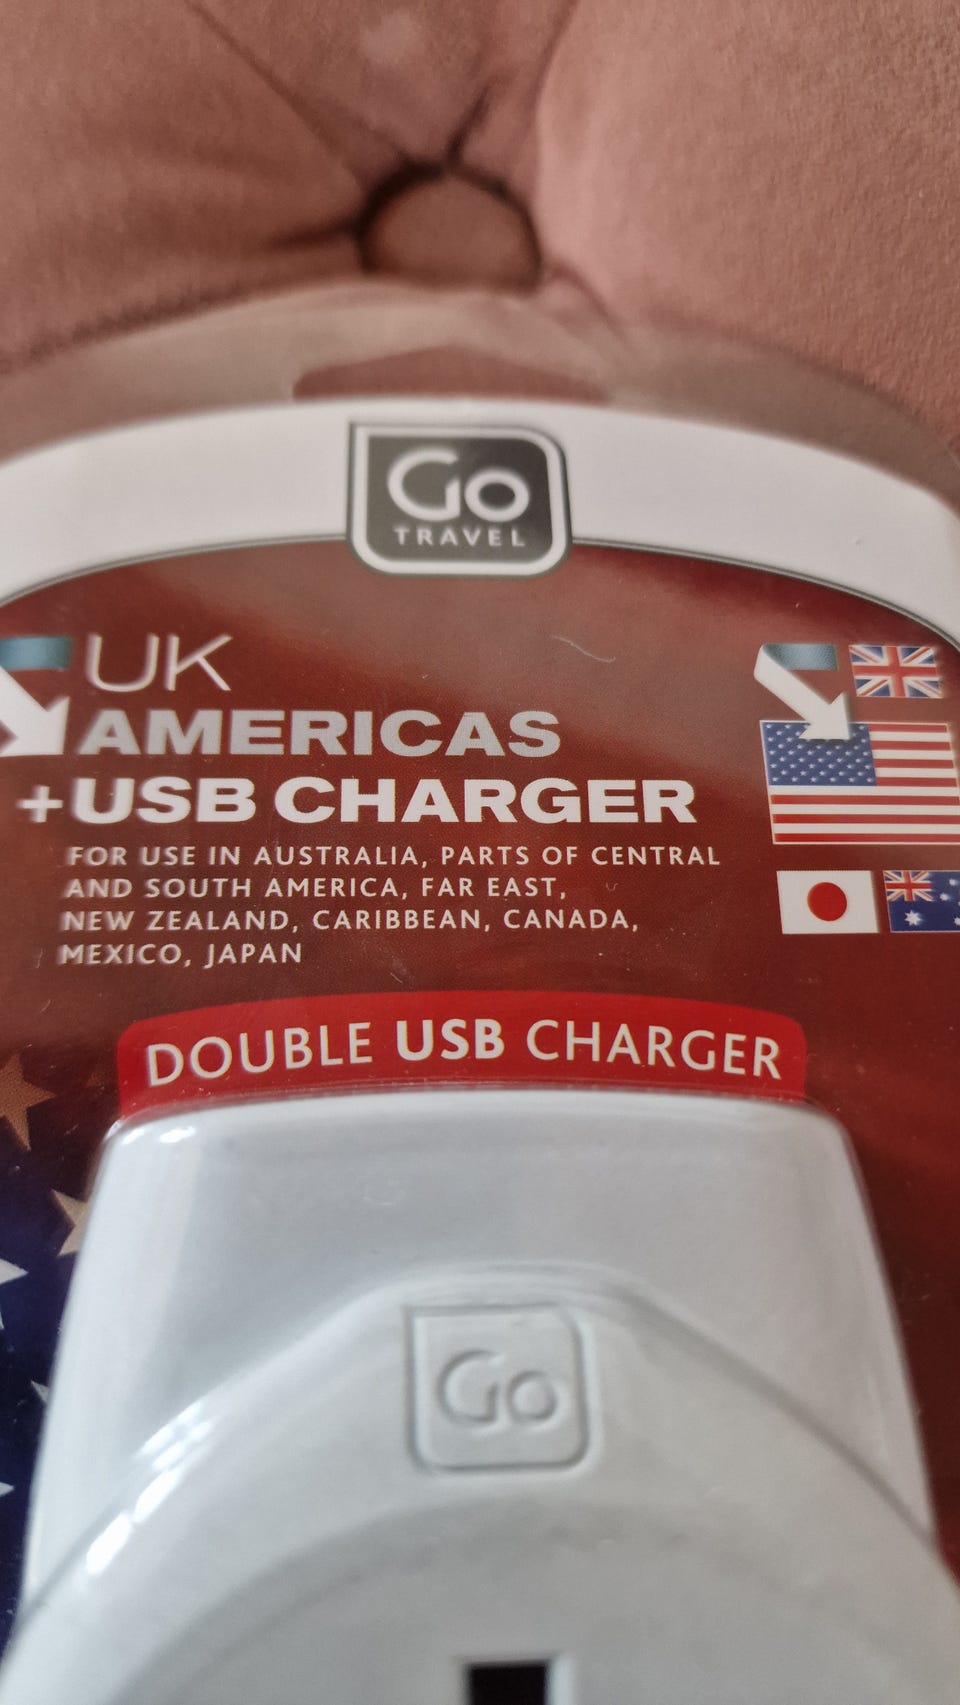 Go
TRAVEL
UK
AMERICAS
+USB CHARGER
FOR USE IN AUSTRALIA, PARTS OF CENTRAL
AND SOUTH AMERICA, FAR EAST,
NEW ZEALAND, CARIBBEAN, CANADA,
MEXICO, JAPAN
DOUBLE USB CHARGER
Go